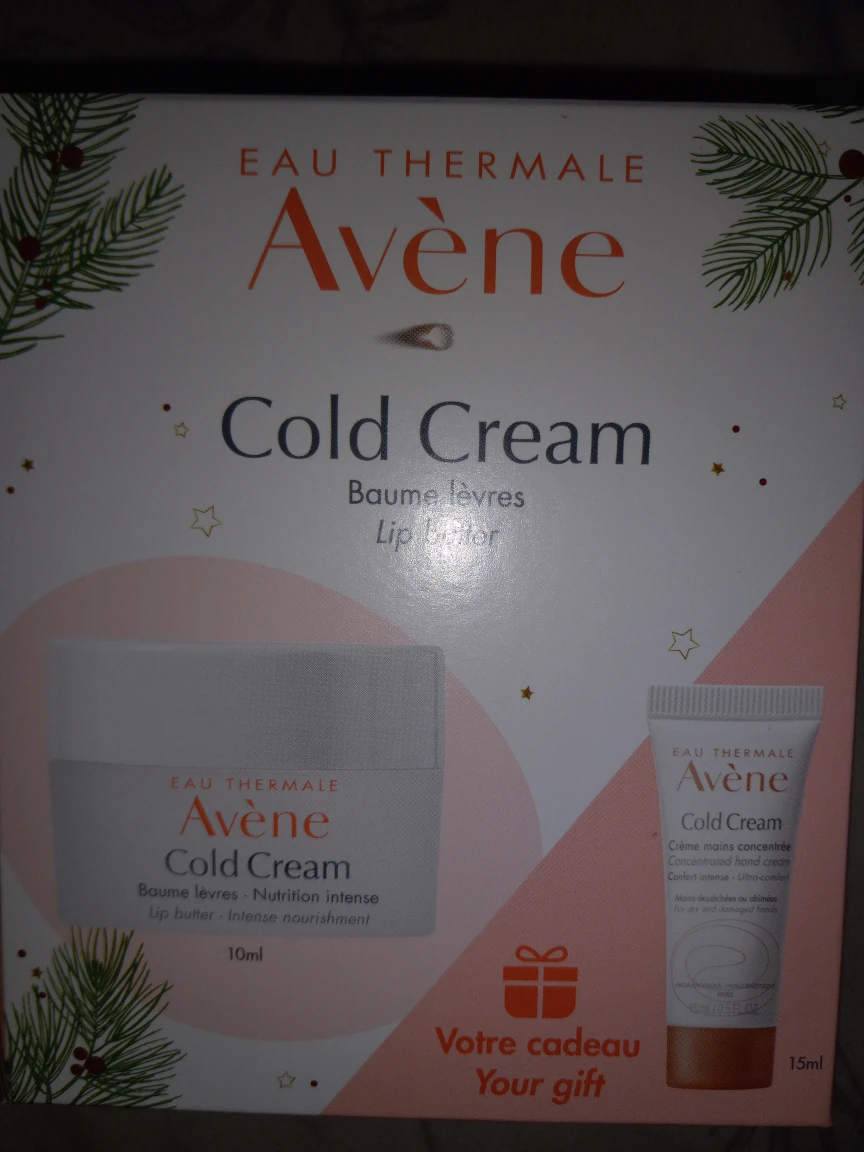 EAU THERMALE
Avène
Cold Cream
Baume lèvres
Lip butter
EAU THERMALE
Avène
Cold Cream
Baume lèvres - Nutrition intense
Lip butter - Intense nourishment
10ml
EAU THERMALE
Avène
Cold Cream
Crème mains concentrée
Concentrated hand cream
Confort intense - Ultra-comfort
Mains desséchées ou abîmées
For dry and damaged hands
PARIS
15ml
Votre cadeau
Your gift